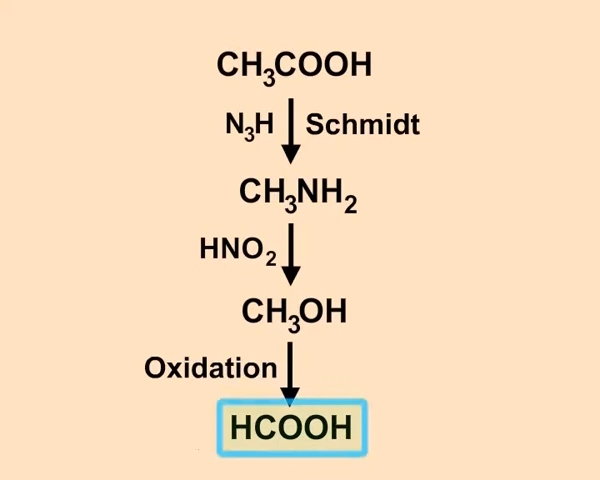 CH₃COOH
N₃H Schmidt
CH₃NH₂
HNO₂
CH₃OH
Oxidation
HCOOH